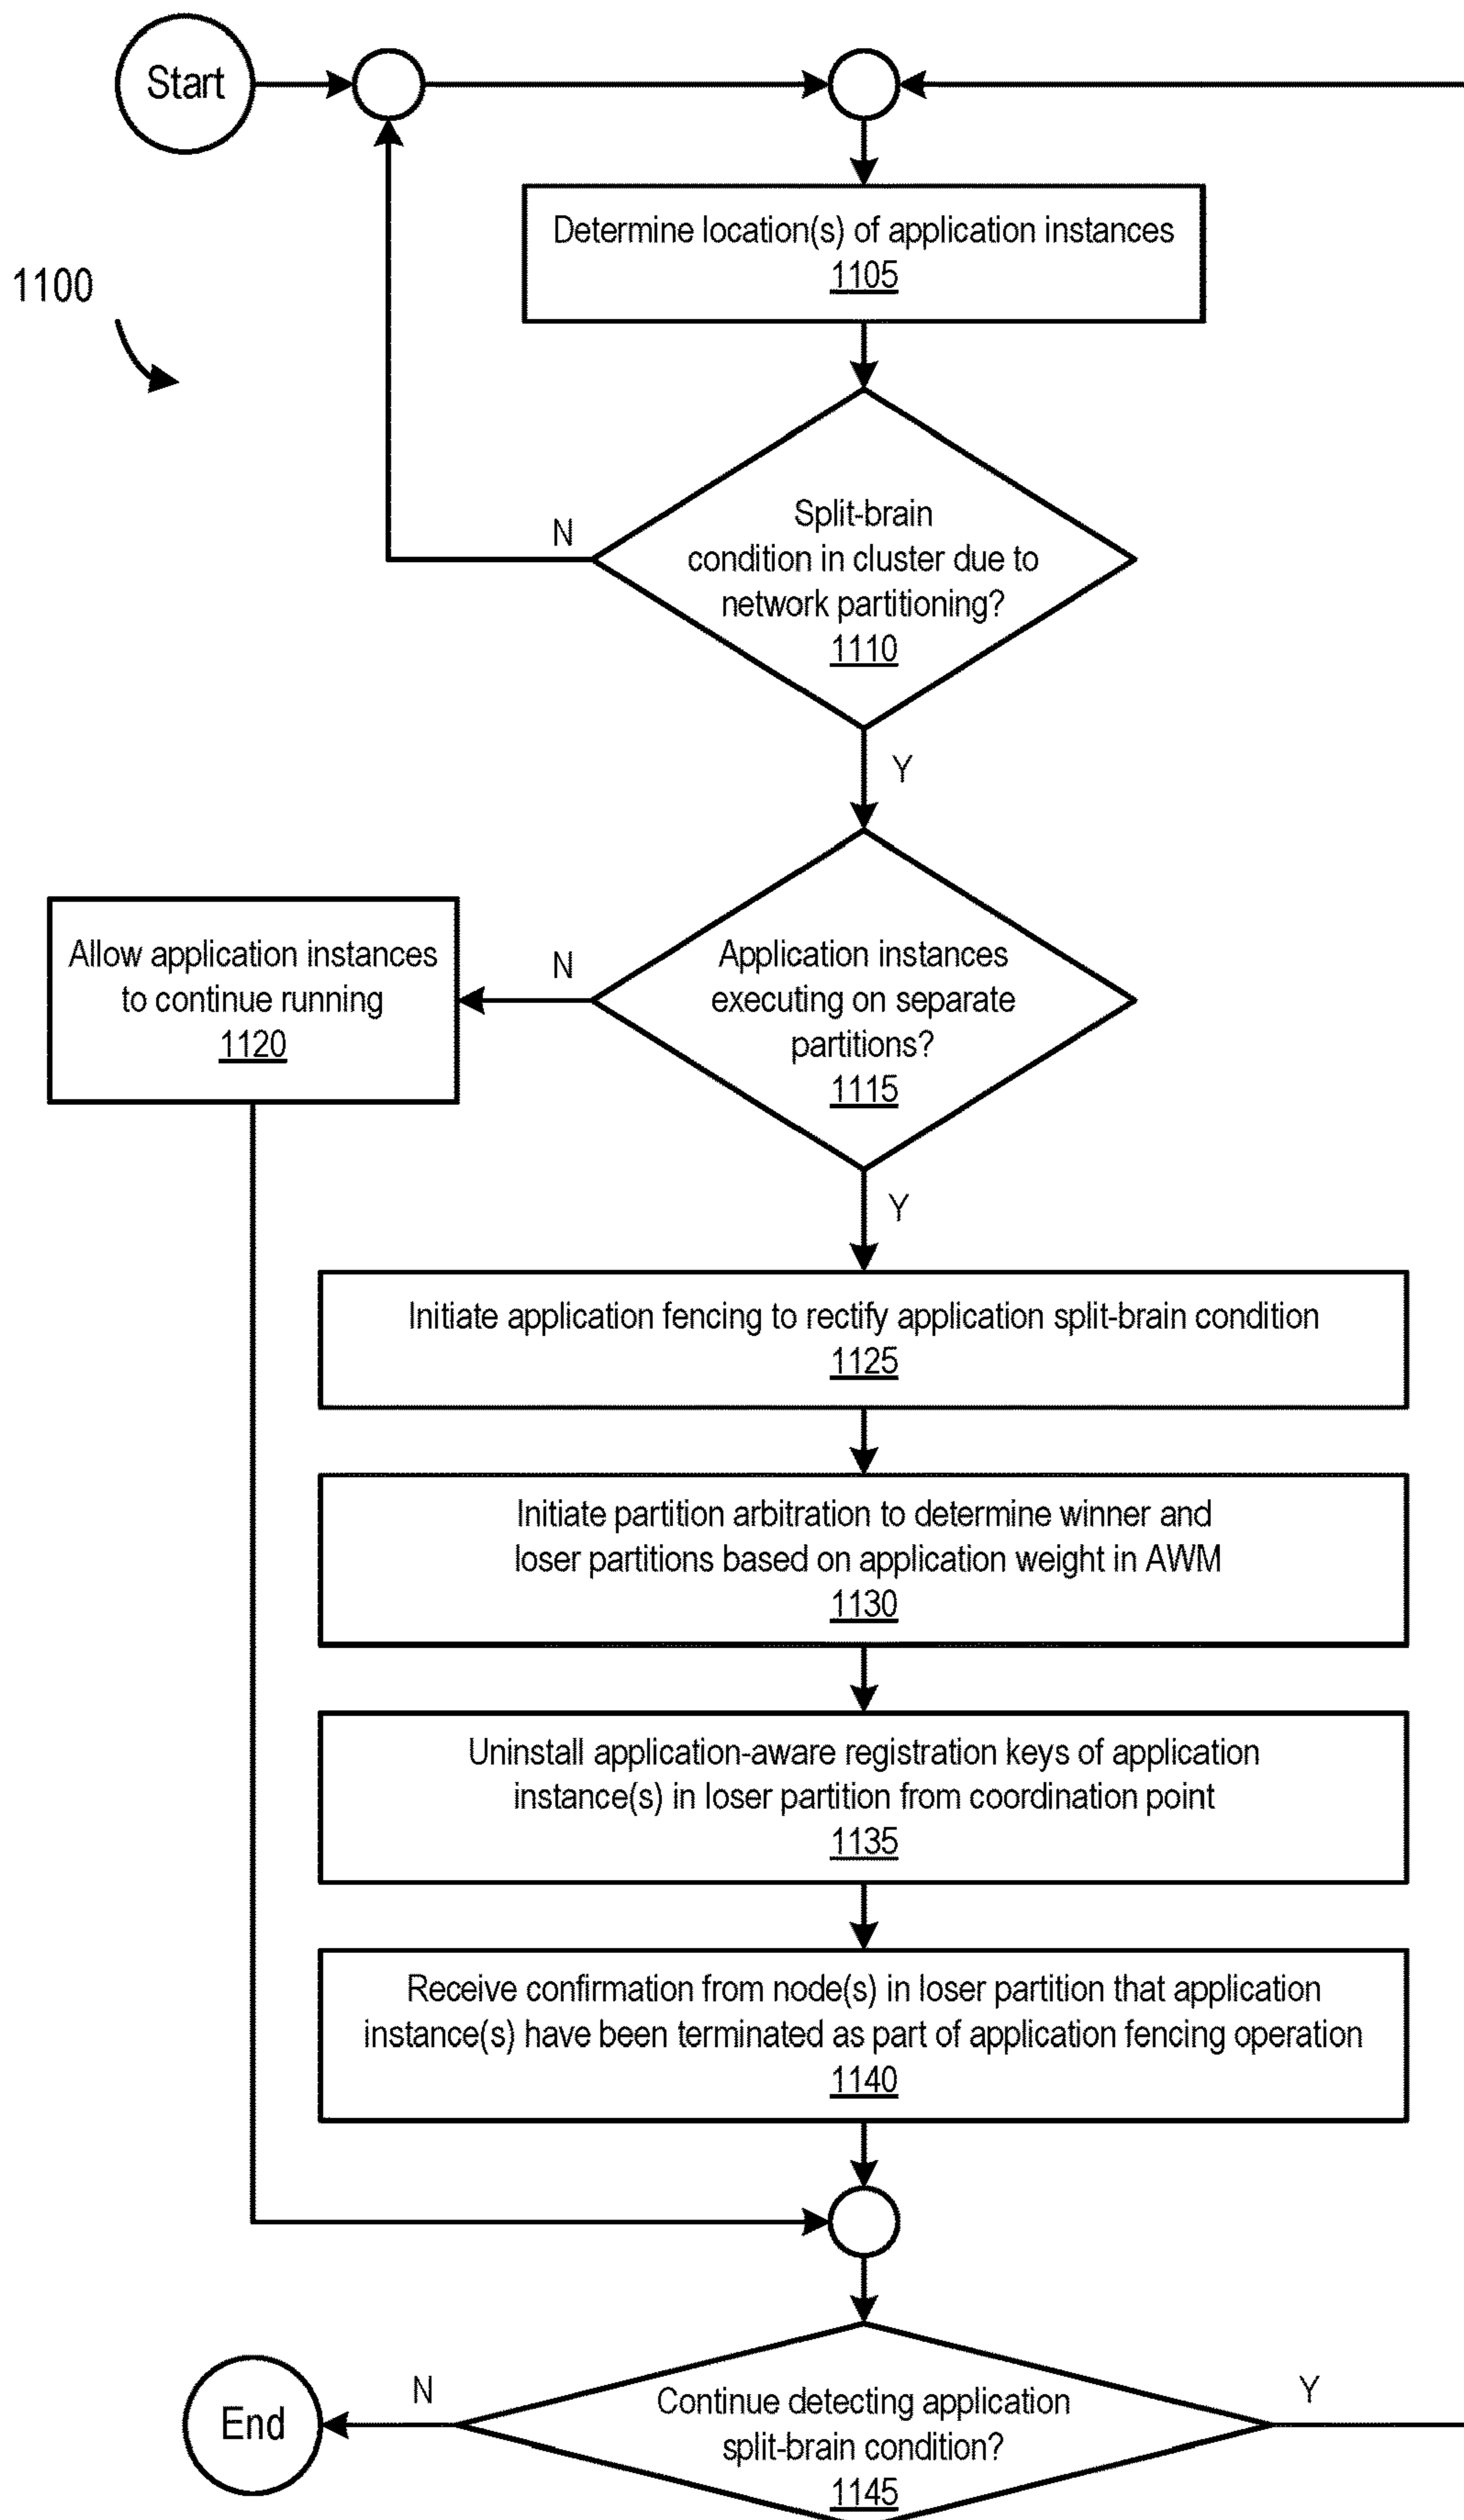 Start
1100
Determine location(s) of application instances
1105
Split-brain
condition in cluster due to
network partitioning?
1110
N
Y
Application instances
executing on separate
partitions?
1115
N
Allow application instances
to continue running
1120
Y
Initiate application fencing to rectify application split-brain condition
1125
Initiate partition arbitration to determine winner and
loser partitions based on application weight in AWM
1130
Uninstall application-aware registration keys of application
instance(s) in loser partition from coordination point
1135
Receive confirmation from node(s) in loser partition that application
instance(s) have been terminated as part of application fencing operation
1140
Continue detecting application
split-brain condition?
1145
N
Y
End